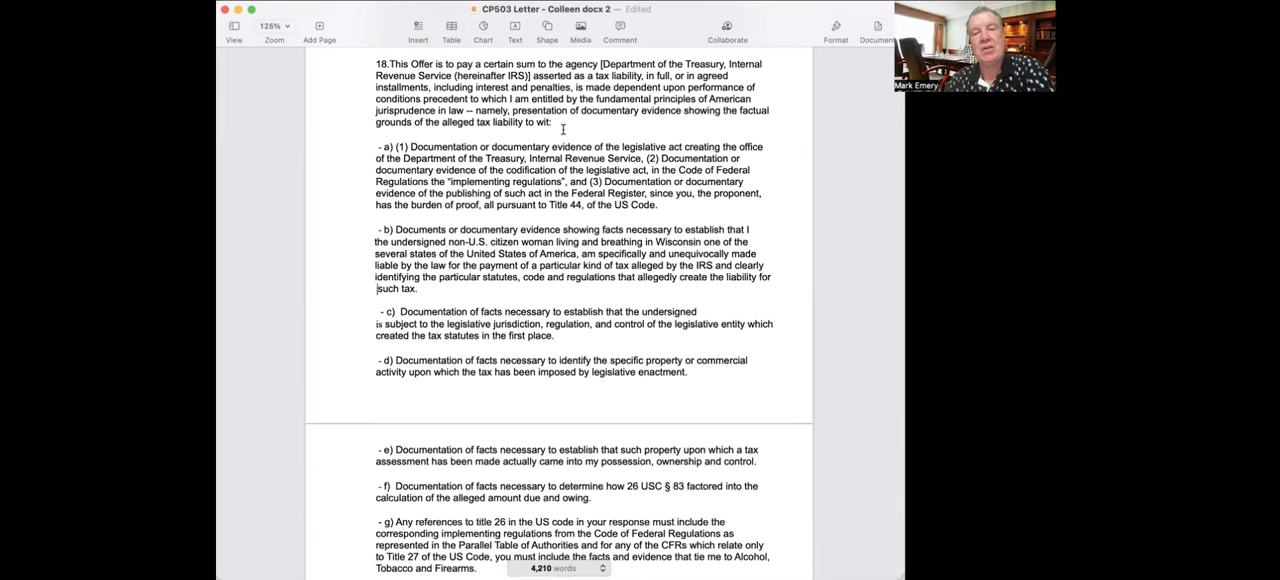 CP503 Letter - Colleen docx 2 — Edited
125%
View Zoom Add Page Insert Table Chart Text Shape Media Comment Collaborate Format Document
Mark Emery
18.This Offer is to pay a certain sum to the agency [Department of the Treasury, Internal
Revenue Service (hereinafter IRS)] asserted as a tax liability, in full, or in agreed
installments, including interest and penalties, is made dependent upon performance of
conditions precedent to which I am entitled by the fundamental principles of American
jurisprudence in law -- namely, presentation of documentary evidence showing the factual
grounds of the alleged tax liability to wit:
- a) (1) Documentation or documentary evidence of the legislative act creating the office
of the Department of the Treasury, Internal Revenue Service, (2) Documentation or
documentary evidence of the codification of the legislative act, in the Code of Federal
Regulations the “implementing regulations”, and (3) Documentation or documentary
evidence of the publishing of such act in the Federal Register, since you, the proponent,
has the burden of proof, all pursuant to Title 44, of the US Code.
- b) Documents or documentary evidence showing facts necessary to establish that I
the undersigned non-U.S. citizen woman living and breathing in Wisconsin one of the
several states of the United States of America, am specifically and unequivocally made
liable by the law for the payment of a particular kind of tax alleged by the IRS and clearly
identifying the particular statutes, code and regulations that allegedly create the liability for
such tax.
- c) Documentation of facts necessary to establish that the undersigned
is subject to the legislative jurisdiction, regulation, and control of the legislative entity which
created the tax statutes in the first place.
- d) Documentation of facts necessary to identify the specific property or commercial
activity upon which the tax has been imposed by legislative enactment.
- e) Documentation of facts necessary to establish that such property upon which a tax
assessment has been made actually came into my possession, ownership and control.
- f) Documentation of facts necessary to determine how 26 USC § 83 factored into the
calculation of the alleged amount due and owing.
- g) Any references to title 26 in the US code in your response must include the
corresponding implementing regulations from the Code of Federal Regulations as
represented in the Parallel Table of Authorities and for any of the CFRs which relate only
to Title 27 of the US Code, you must include the facts and evidence that tie me to Alcohol,
Tobacco and Firearms.
4,210 words